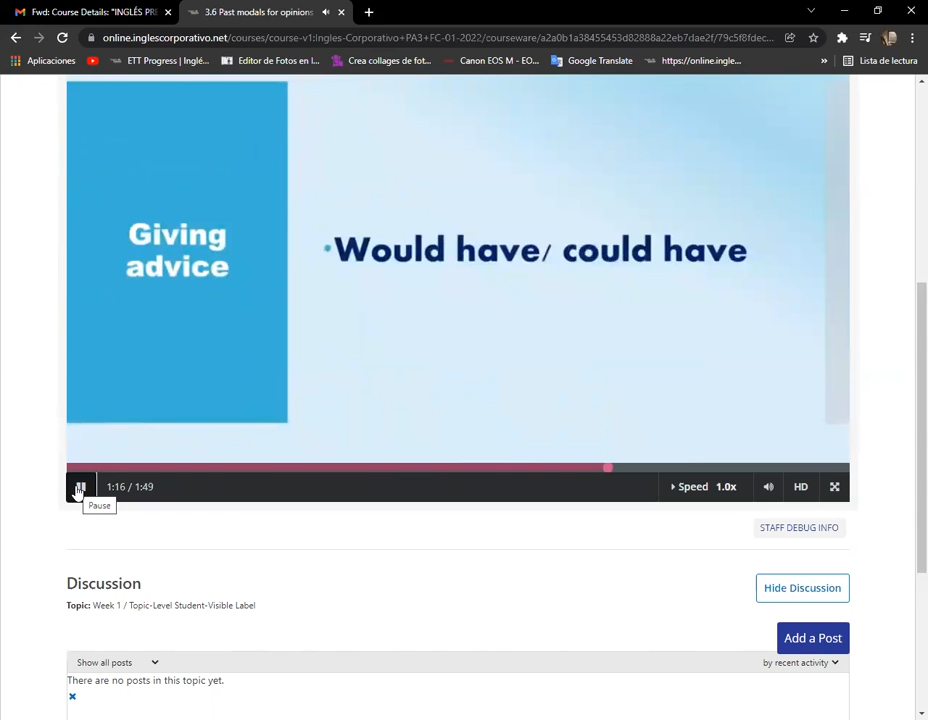 Fwd: Course Details: "INGLÉS PRE
3.6 Past modals for opinions
online.inglescorporativo.net/courses/course-v1:Ingles-Corporativo+PA3+FC-01-2022/courseware/a2a0b1a38455453d82888a22eb7dae2f/79c5f8fdec...
Aplicaciones
ETT Progress | Inglé...
Editor de Fotos en l...
Crea collages de fot...
Canon EOS M - EO...
Google Translate
https://online.ingle...
»
Lista de lectura
Giving
advice
•Would have/ could have
1:16 / 1:49
Speed 1.0x
HD
Pause
STAFF DEBUG INFO
Discussion
Hide Discussion
Topic: Week 1 / Topic-Level Student-Visible Label
Add a Post
Show all posts
by recent activity
There are no posts in this topic yet.